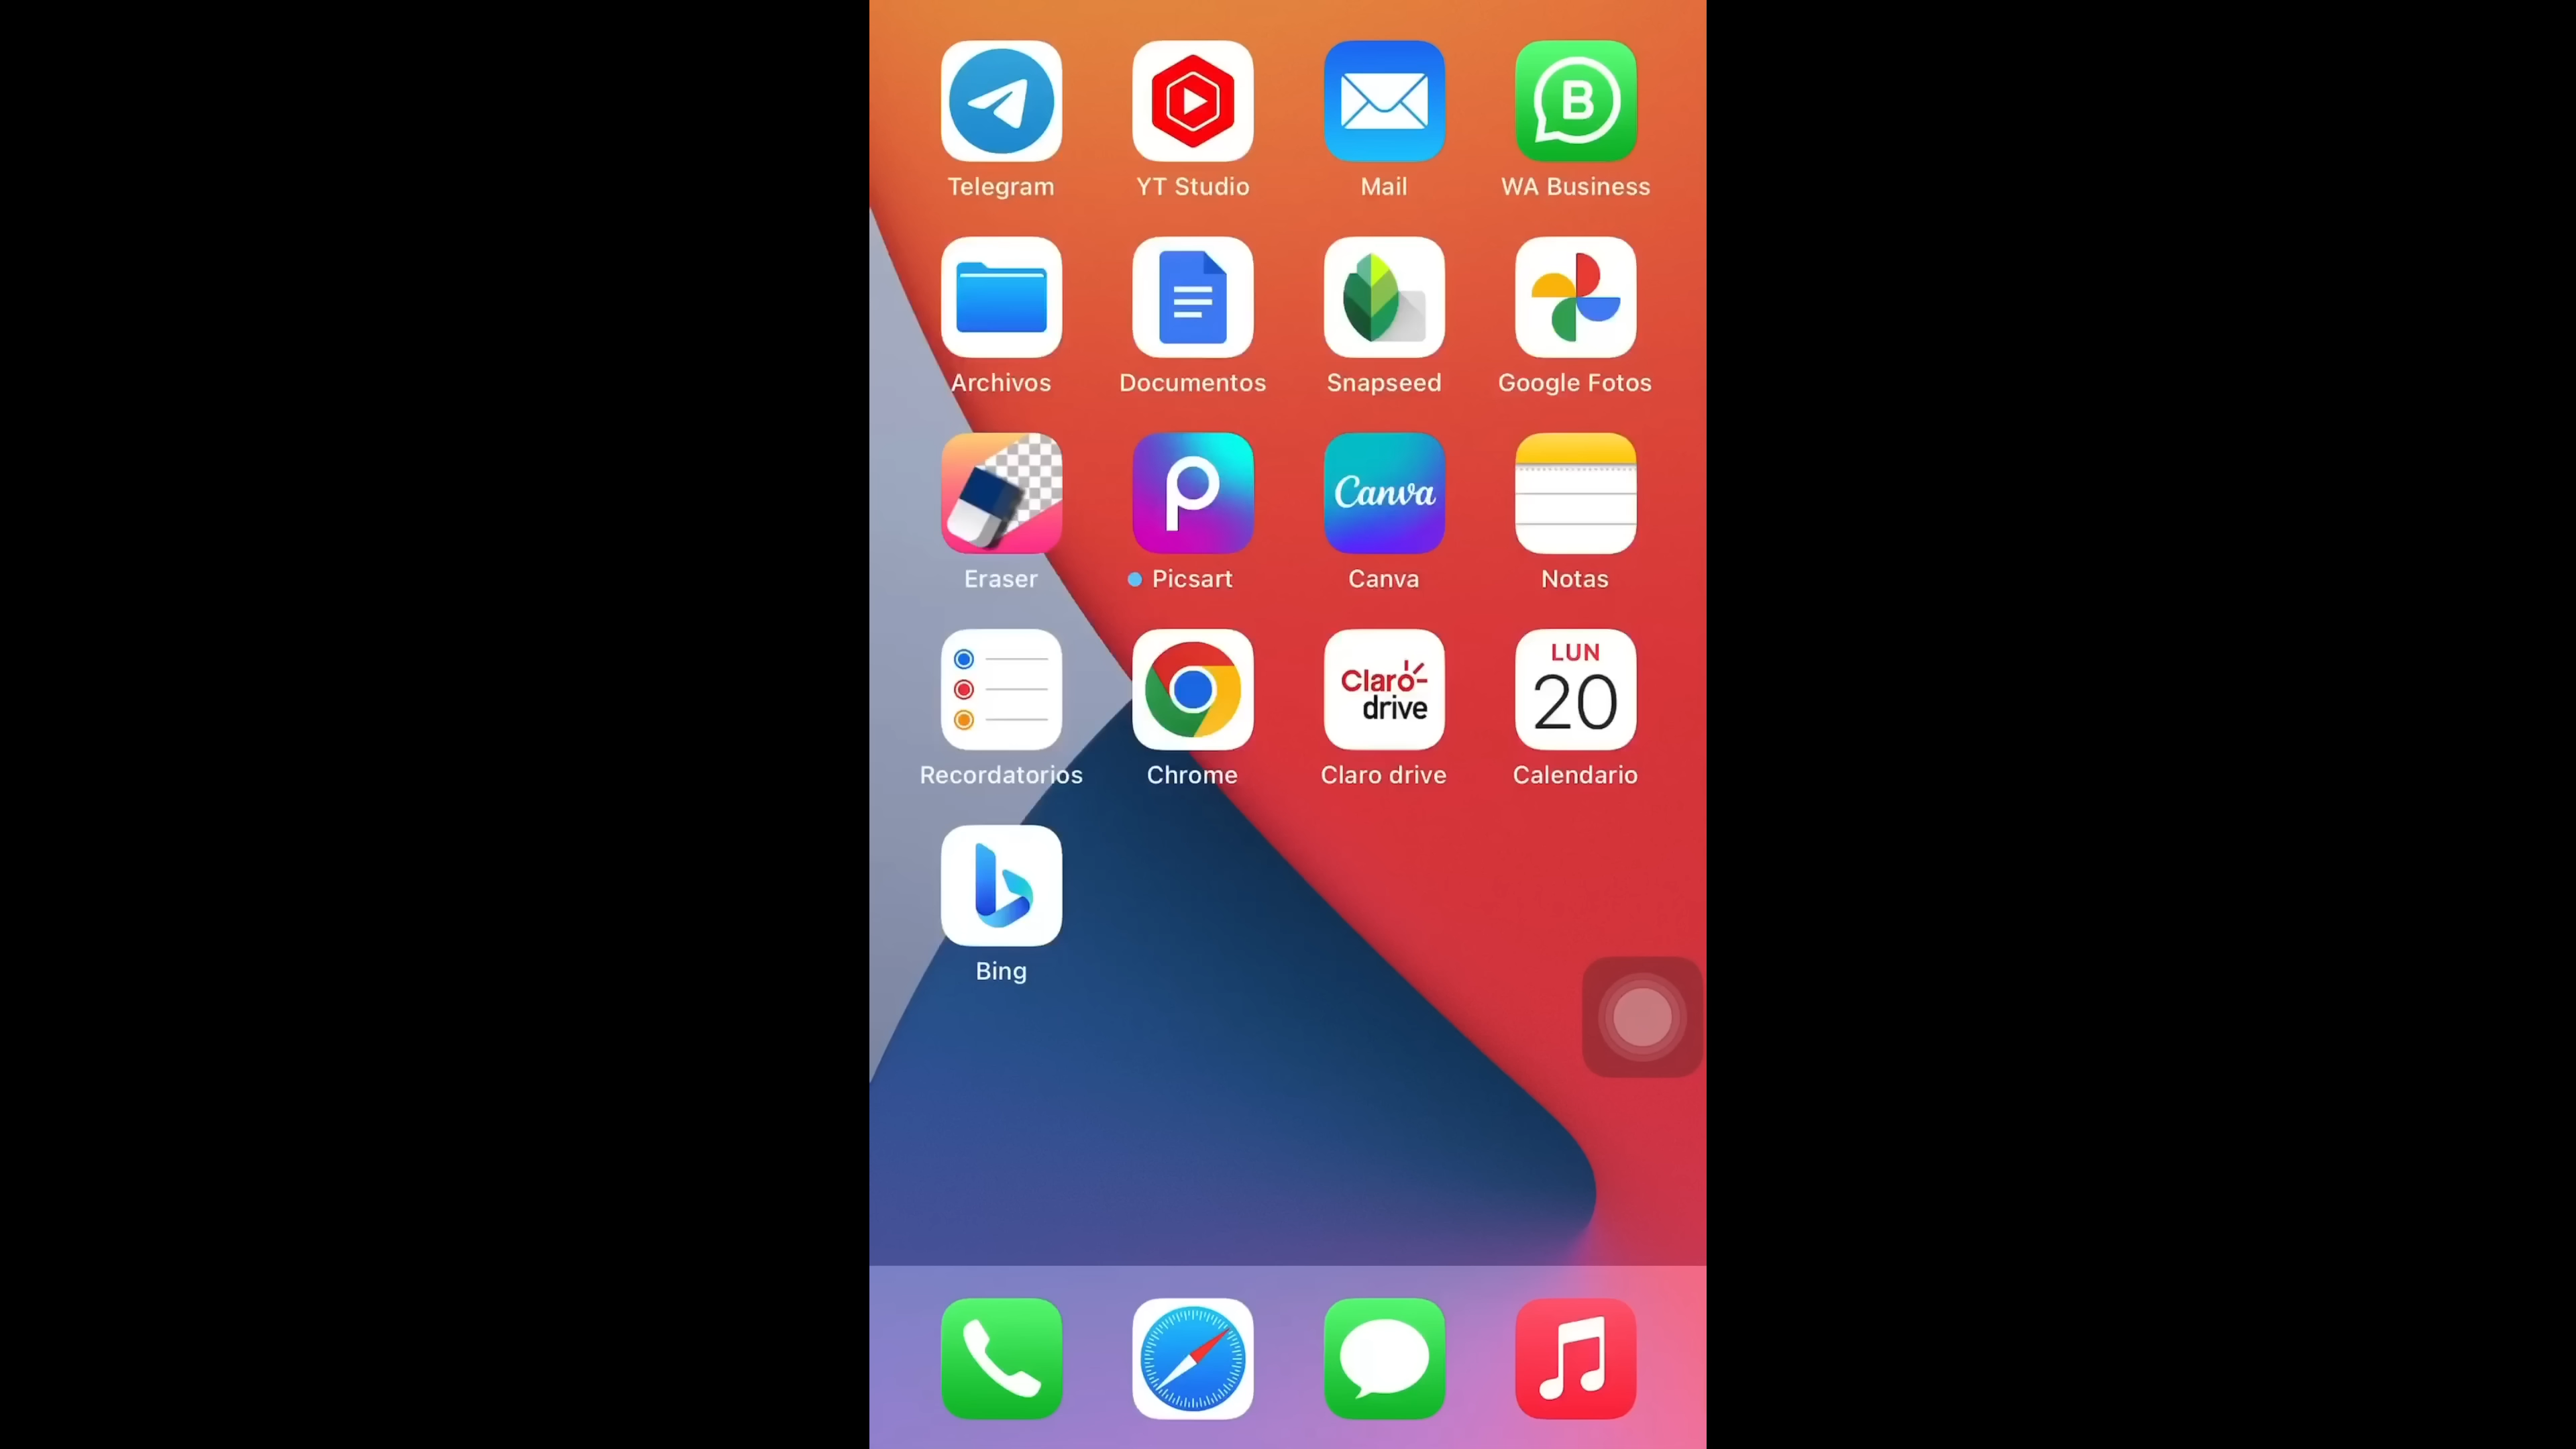 Telegram
YT Studio
Mail
B
WA Business
Archivos
Documentos
Snapseed
Google Fotos
Canva
Eraser
Picsart
Canva
Notas
Claro
drive
LUN
20
Recordatorios
Chrome
Claro drive
Calendario
Bing